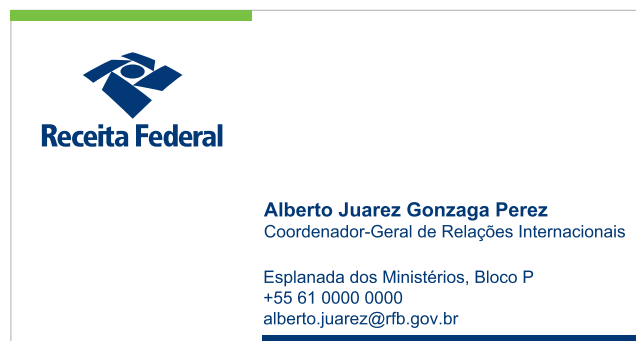 Receita Federal
Alberto Juarez Gonzaga Perez
Coordenador-Geral de Relações Internacionais
Esplanada dos Ministérios, Bloco P
+55 61 0000 0000
alberto.juarez@rfb.gov.br